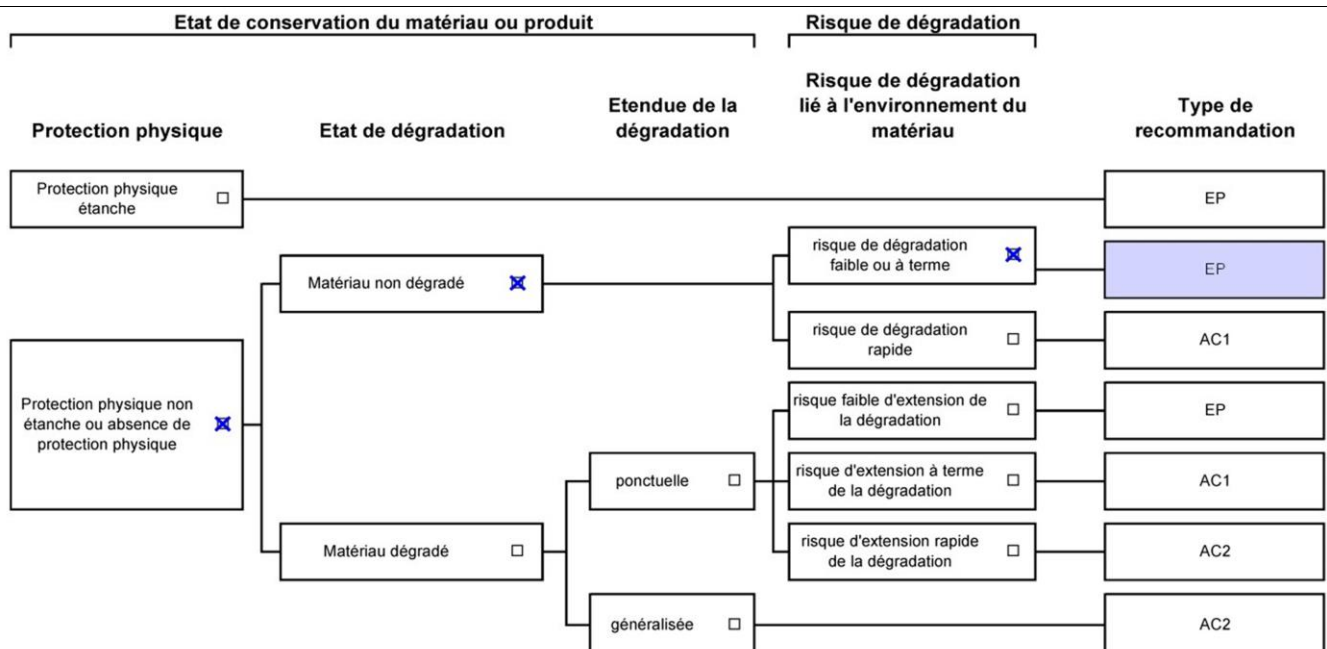 Etat de conservation du matériau ou produit
Risque de dégradation
Protection physique
Etat de dégradation
Etendue de la
dégradation
Risque de dégradation
lié à l'environnement du
matériau
Type de
recommandation
Protection physique
étanche
EP
risque de dégradation
faible ou à terme
EP
Matériau non dégradé
risque de dégradation
rapide
AC1
Protection physique non
étanche ou absence de
protection physique
risque faible d'extension de
la dégradation
EP
ponctuelle
risque d'extension à terme
de la dégradation
AC1
Matériau dégradé
risque d'extension rapide
de la dégradation
AC2
généralisée
AC2